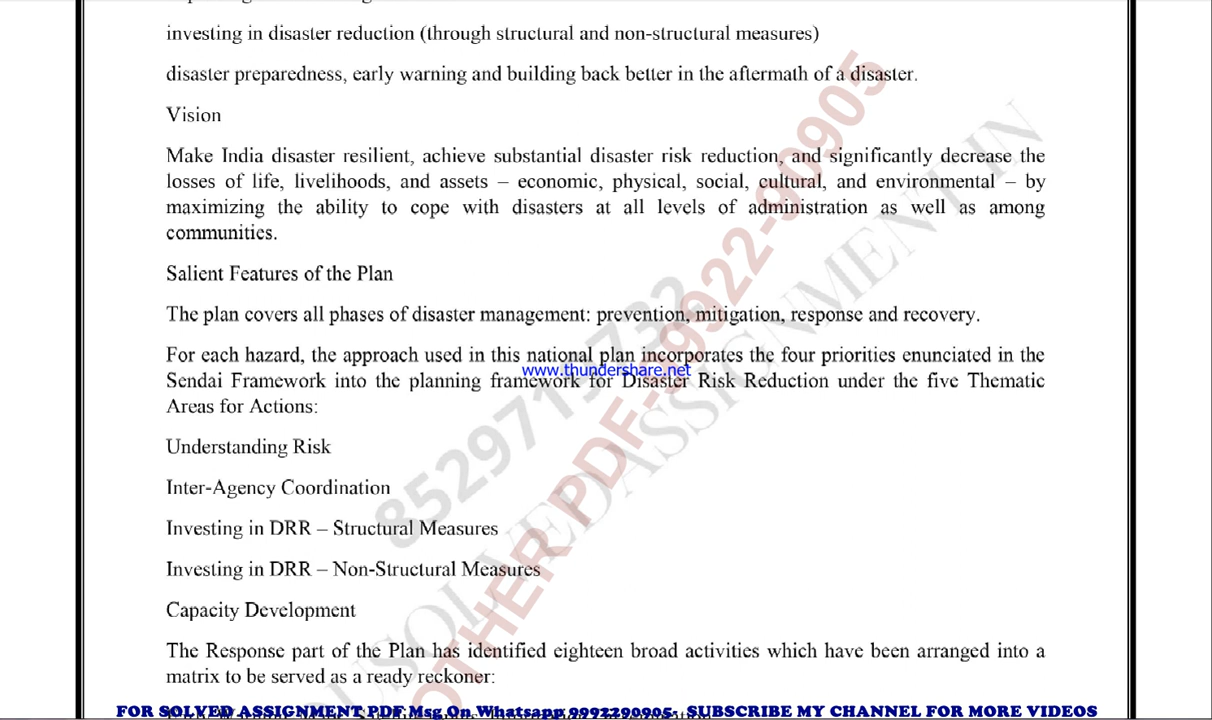 investing in disaster reduction (through structural and non-structural measures)
disaster preparedness, early warning and building back better in the aftermath of a disaster.
Vision
Make India disaster resilient, achieve substantial disaster risk reduction, and significantly decrease the
losses of life, livelihoods, and assets – economic, physical, social, cultural, and environmental – by
maximizing the ability to cope with disasters at all levels of administration as well as among
communities.
Salient Features of the Plan
The plan covers all phases of disaster management: prevention, mitigation, response and recovery.
For each hazard, the approach used in this national plan incorporates the four priorities enunciated in the
www.thundershare.net
Sendai Framework into the planning framework for Disaster Risk Reduction under the five Thematic
Areas for Actions:
Understanding Risk
Inter-Agency Coordination
Investing in DRR – Structural Measures
Investing in DRR – Non-Structural Measures
Capacity Development
The Response part of the Plan has identified eighteen broad activities which have been arranged into a
matrix to be served as a ready reckoner:
FOR SOLVED ASSIGNMENT PDF Msg On Whatsapp 9992290905, SUBSCRIBE MY CHANNEL FOR MORE VIDEOS